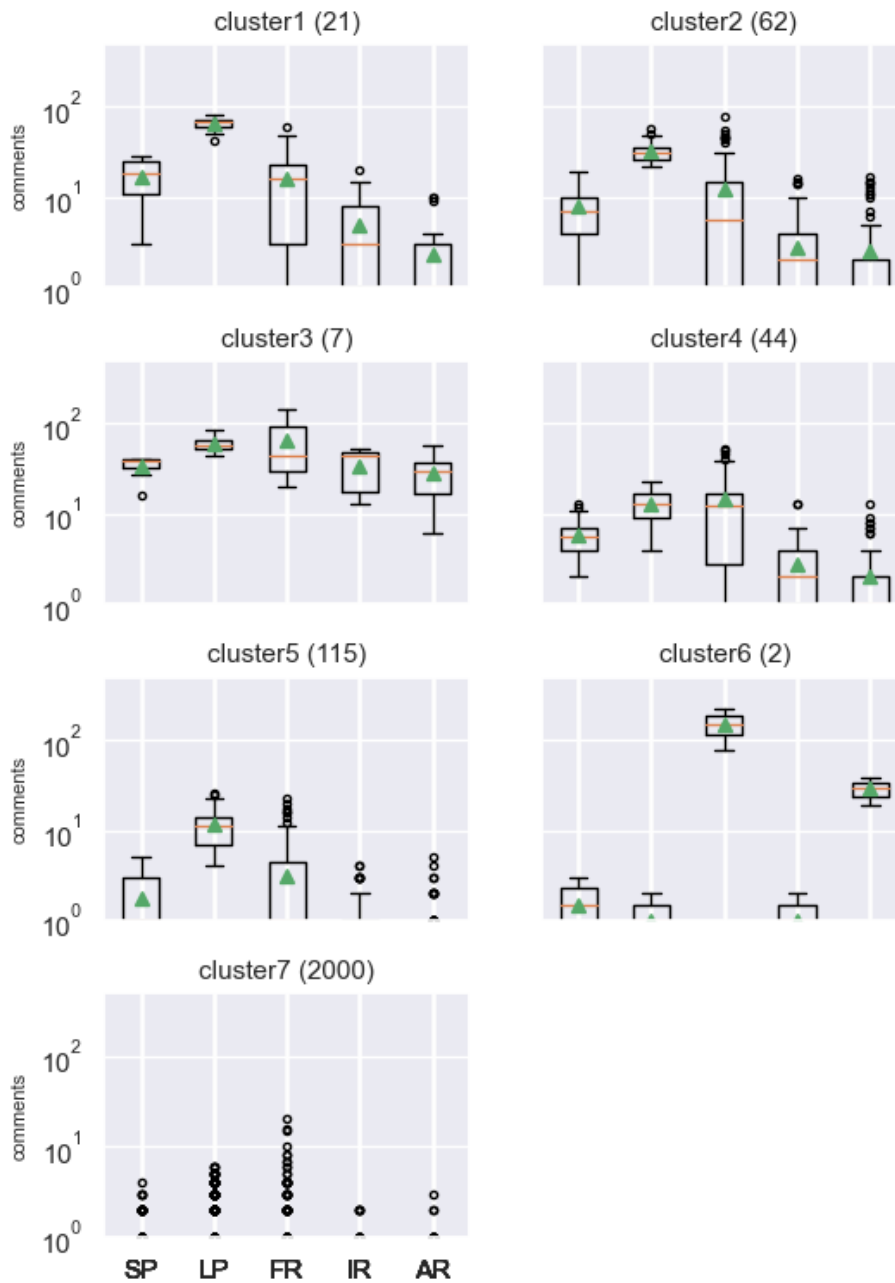 cluster1 (21)
cluster2 (62)
comments
10²
10¹
10⁰
cluster3 (7)
cluster4 (44)
comments
10²
10¹
10⁰
cluster5 (115)
cluster6 (2)
comments
10²
10¹
10⁰
cluster7 (2000)
comments
10²
10¹
10⁰
SP LP FR IR AR